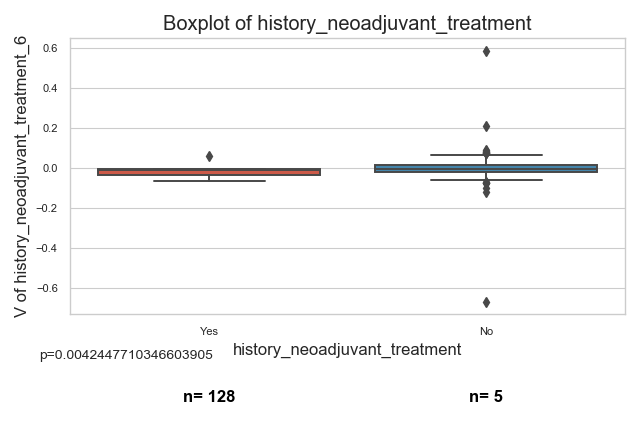 Boxplot of history_neoadjuvant_treatment
V of history_neoadjuvant_treatment_6
0.6
0.4
0.2
0.0
−0.2
−0.4
−0.6
Yes
No
history_neoadjuvant_treatment
p=0.0042447710346603905
n= 128
n= 5